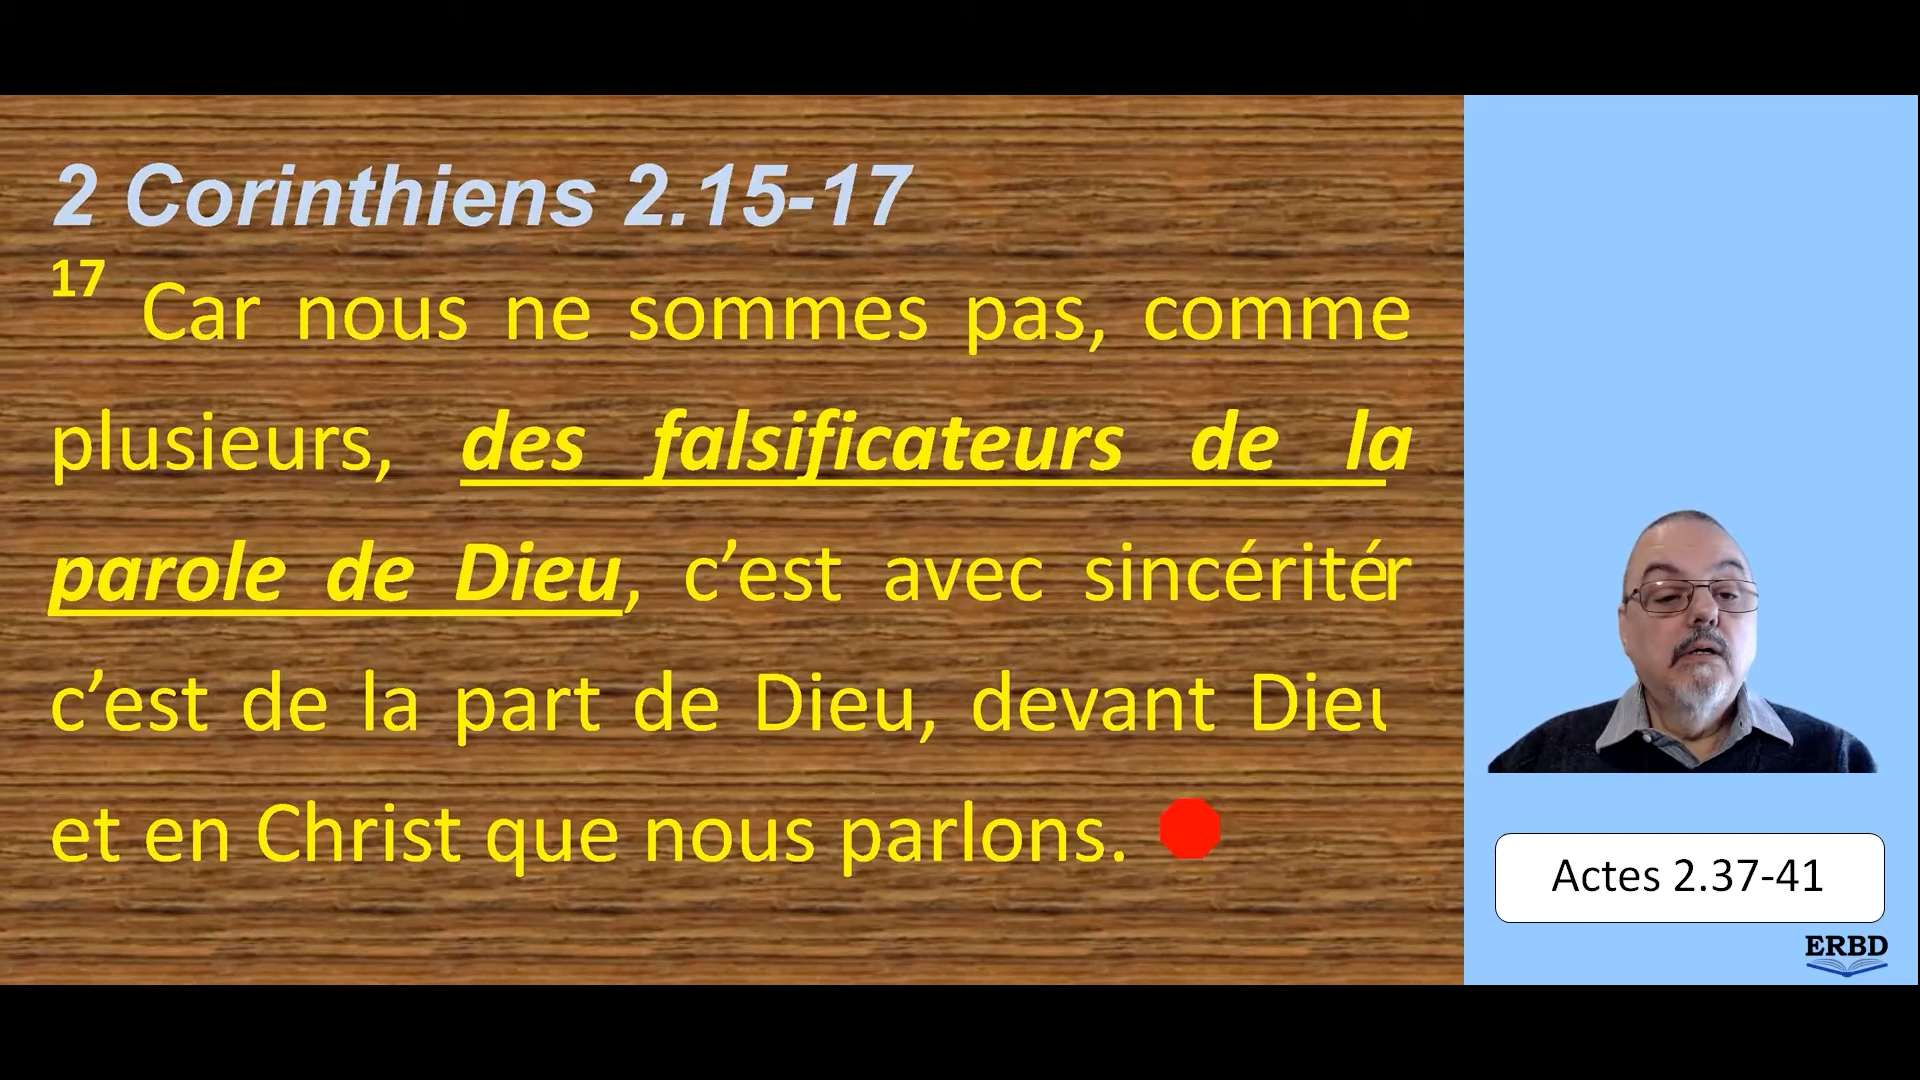 2 Corinthiens 2.15-17
17 Car nous ne sommes pas, comme
plusieurs, des falsificateurs de la
parole de Dieu, c’est avec sincéritér
c’est de la part de Dieu, devant Dieu
et en Christ que nous parlons.
Actes 2.37-41
ERBD